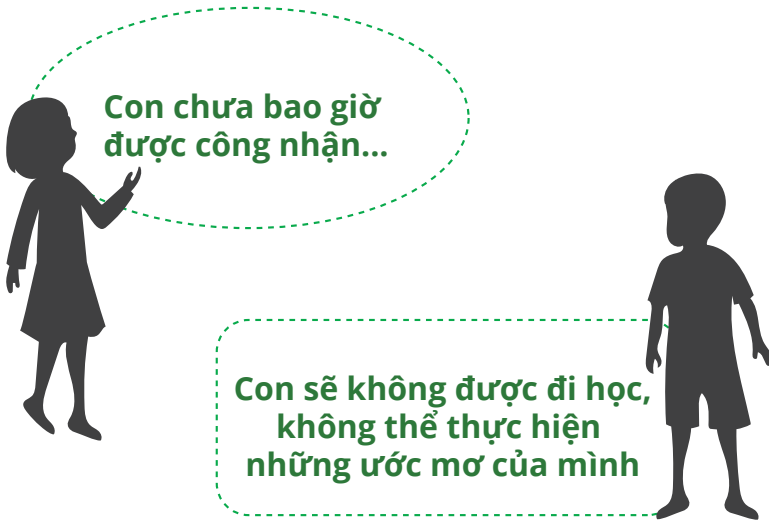 Con chưa bao giờ
được công nhận...
Con sẽ không được đi học,
không thể thực hiện
những ước mơ của mình